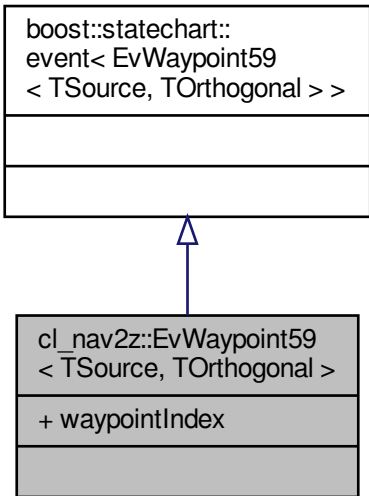 boost::statechart::
event< EvWaypoint59
< TSource, TOrthogonal > >
cl_nav2z::EvWaypoint59
< TSource, TOrthogonal >
+ waypointIndex